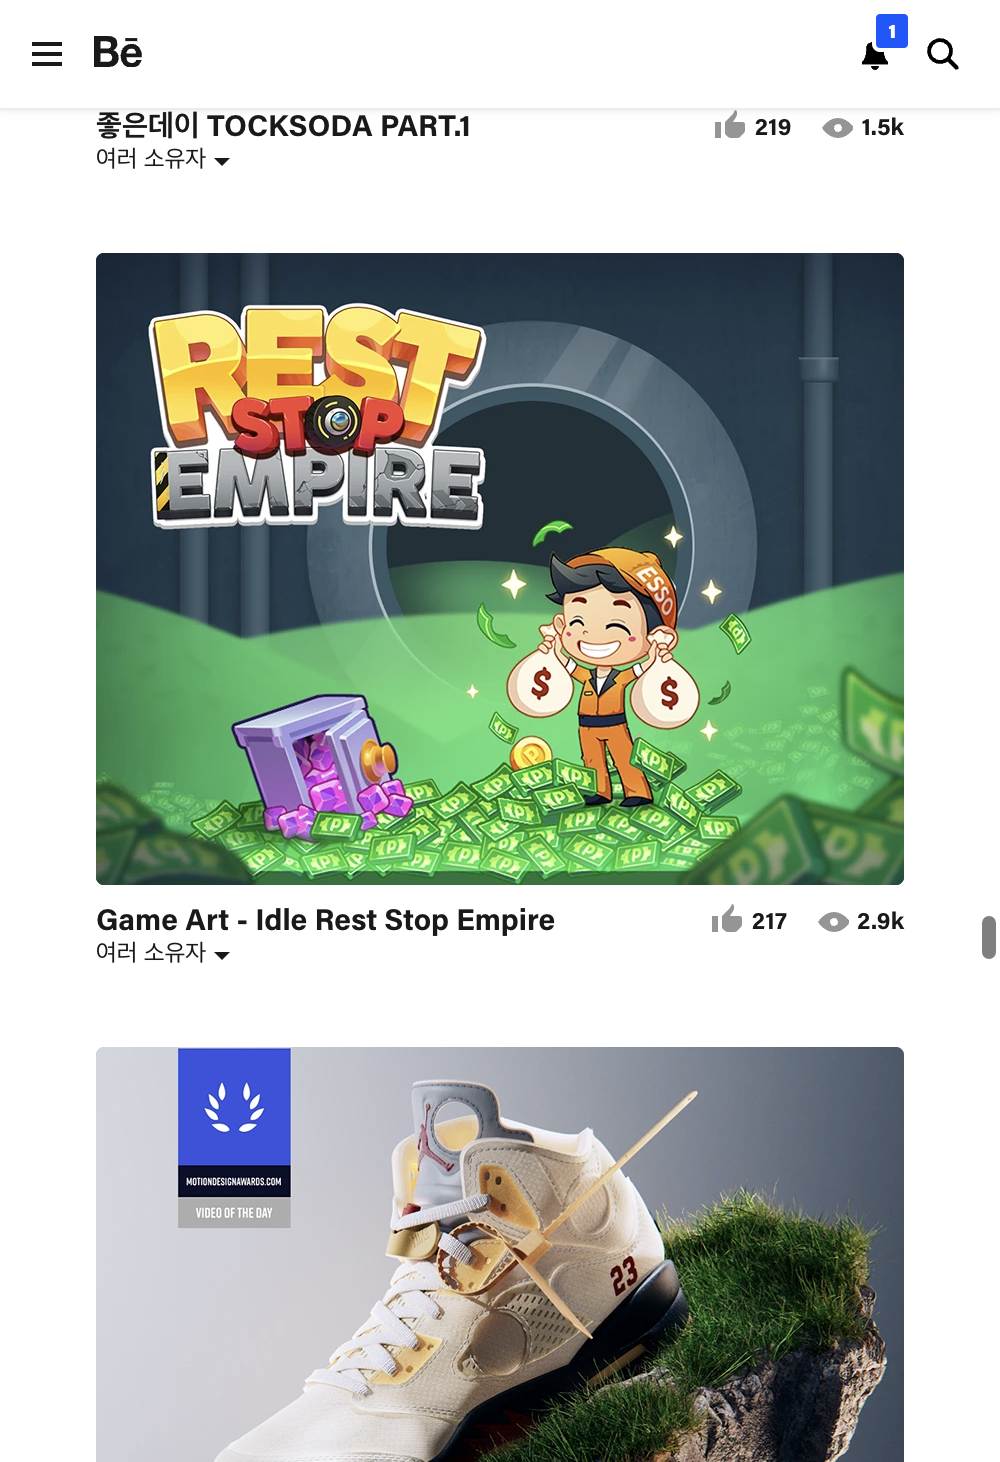 Bē
1
좋은데이 TOCKSODA PART.1
219
1.5k
여러 소유자
REST
STOP
EMPIRE
ESSO
$
$
Game Art - Idle Rest Stop Empire
217
2.9k
여러 소유자
MOTIONDESIGNAWARDS.COM
VIDEO OF THE DAY
23